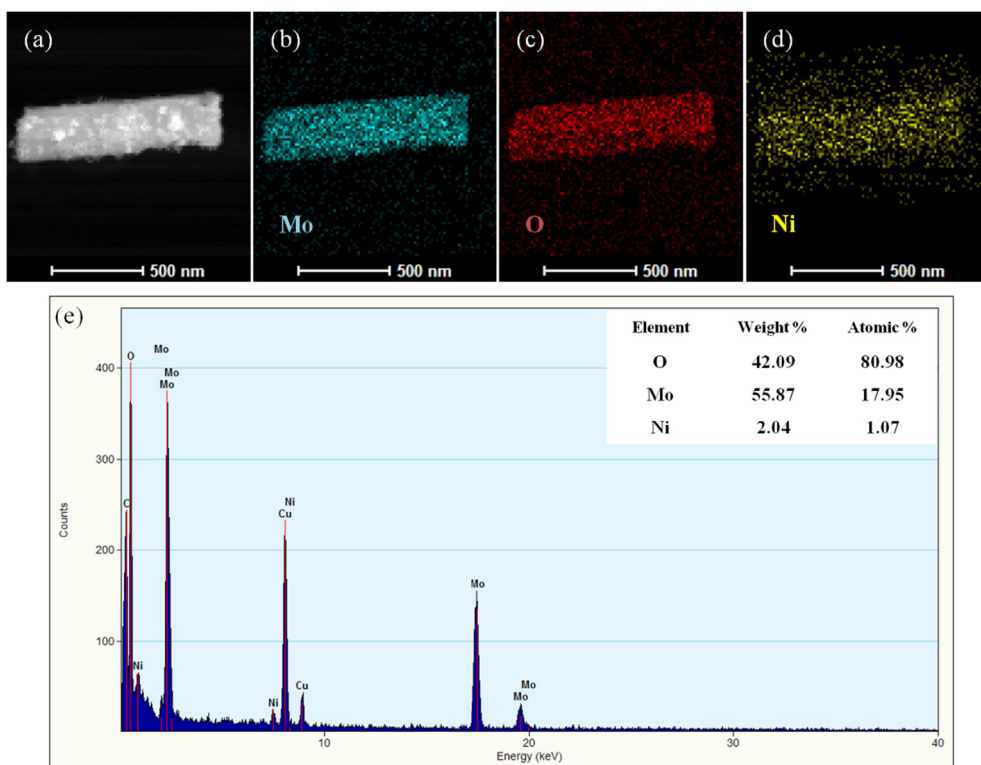 (a) (b) (c) (d)
Mo O Ni
500 nm 500 nm 500 nm 500 nm
(e)
Element Weight % Atomic %
O 42.09 80.98
Mo 55.87 17.95
Ni 2.04 1.07
Counts
400
300
200
100
O
Mo
Mo
Mo
C
Ni
Ni
Cu
Ni
Cu
Mo
Mo
Mo
10 20 30 40
Energy (keV)